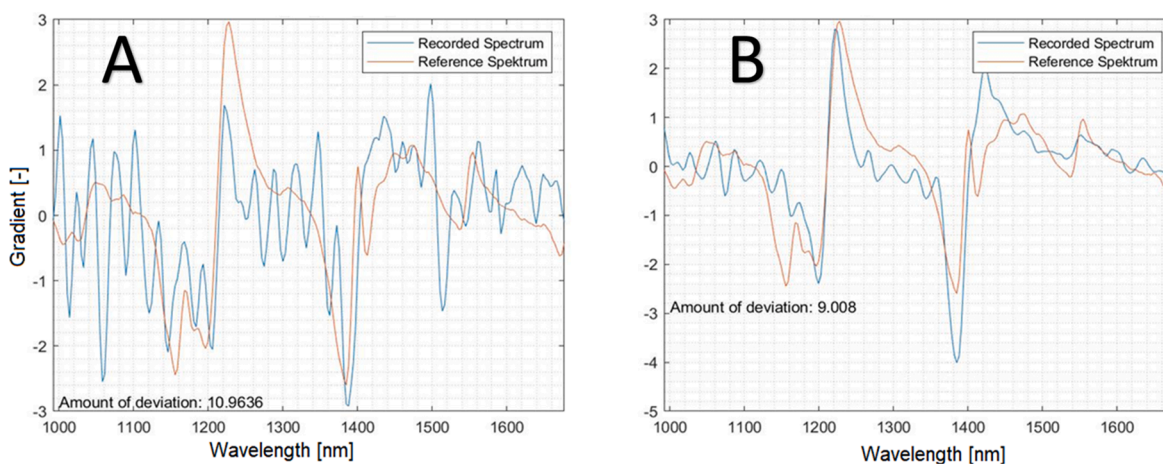 A
Recorded Spectrum
Reference Spektrum
3
2
1
0
-1
-2
-3
Gradient [-]
Amount of deviation: 10.9636
1000 1100 1200 1300 1400 1500 1600
Wavelength [nm]
B
Recorded Spectrum
Reference Spektrum
3
2
1
0
-1
-2
-3
-4
-5
Amount of deviation: 9.008
1000 1100 1200 1300 1400 1500 1600
Wavelength [nm]